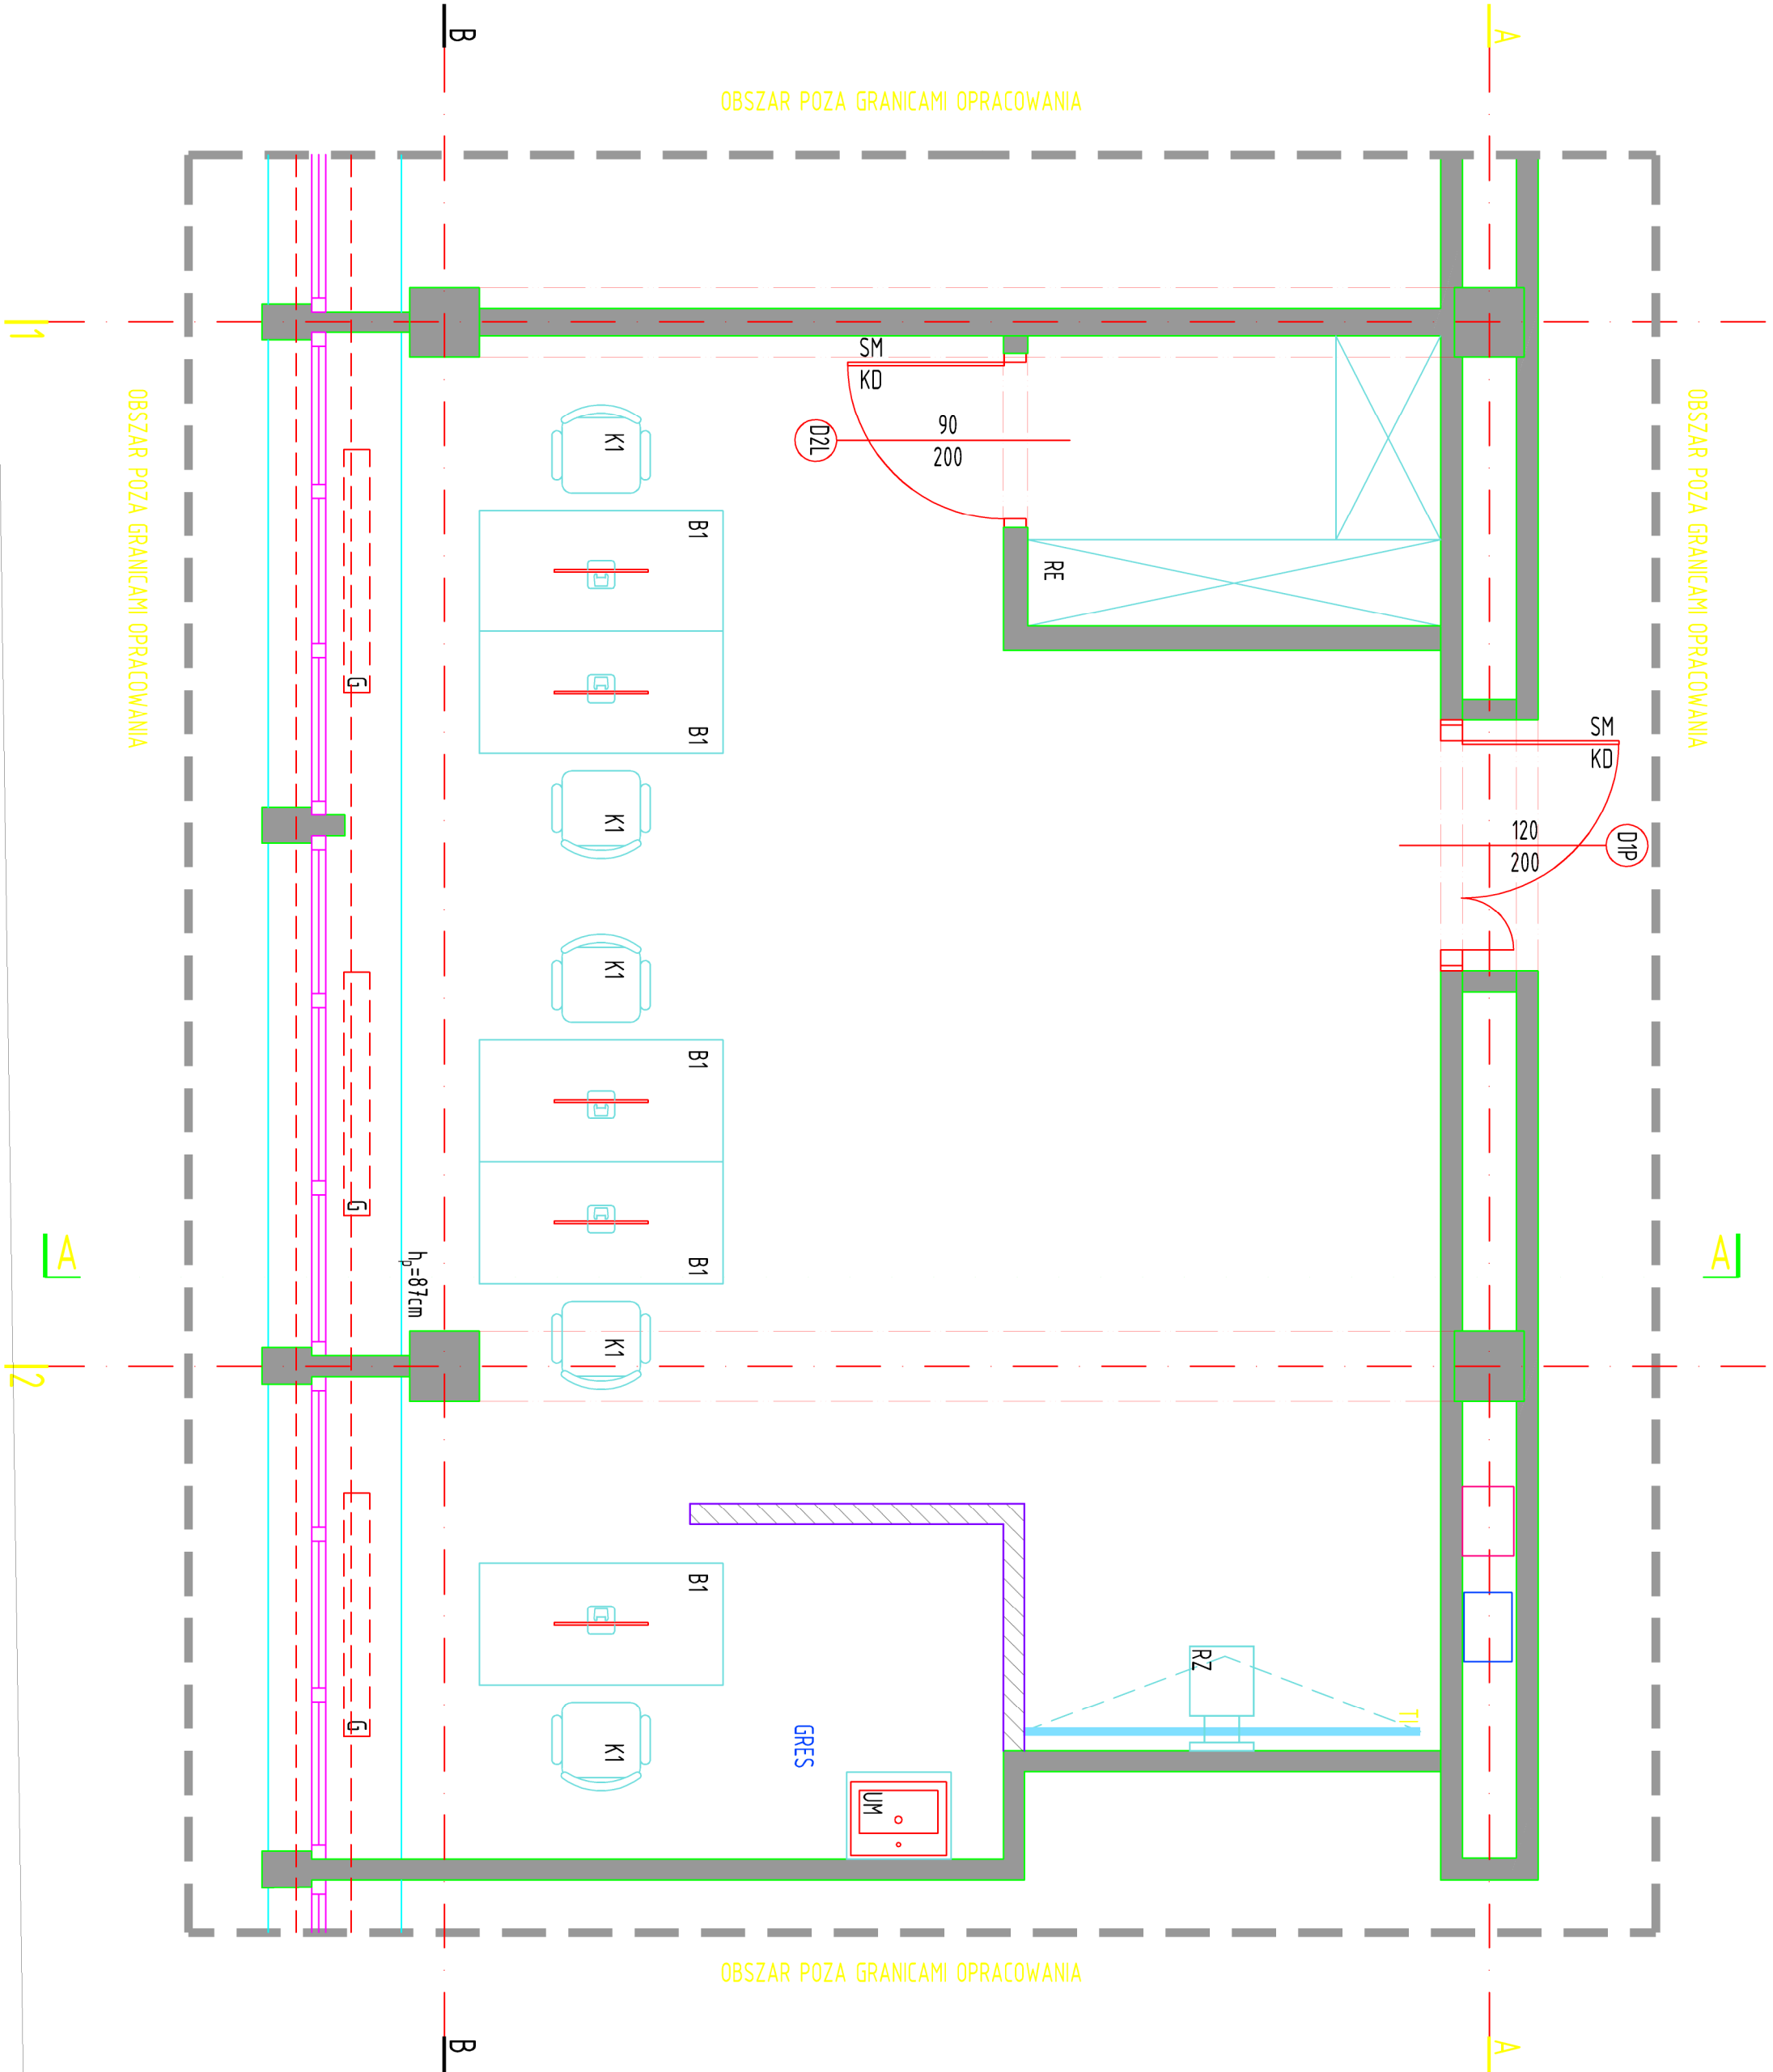 B
A
OBSZAR POZA GRANICAMI OPRACOWANIA
1
SM
KD
90
200
D2L
K1
B1
RE
OBSZAR POZA GRANICAMI OPRACOWANIA
OBSZAR POZA GRANICAMI OPRACOWANIA
G
B1
SM
KD
K1
120
200
D1P
K1
B1
G
A
A
hp=87cm
B1
K1
2
B1
RZ
TI
G
K1
GRES
UM
OBSZAR POZA GRANICAMI OPRACOWANIA
B
A